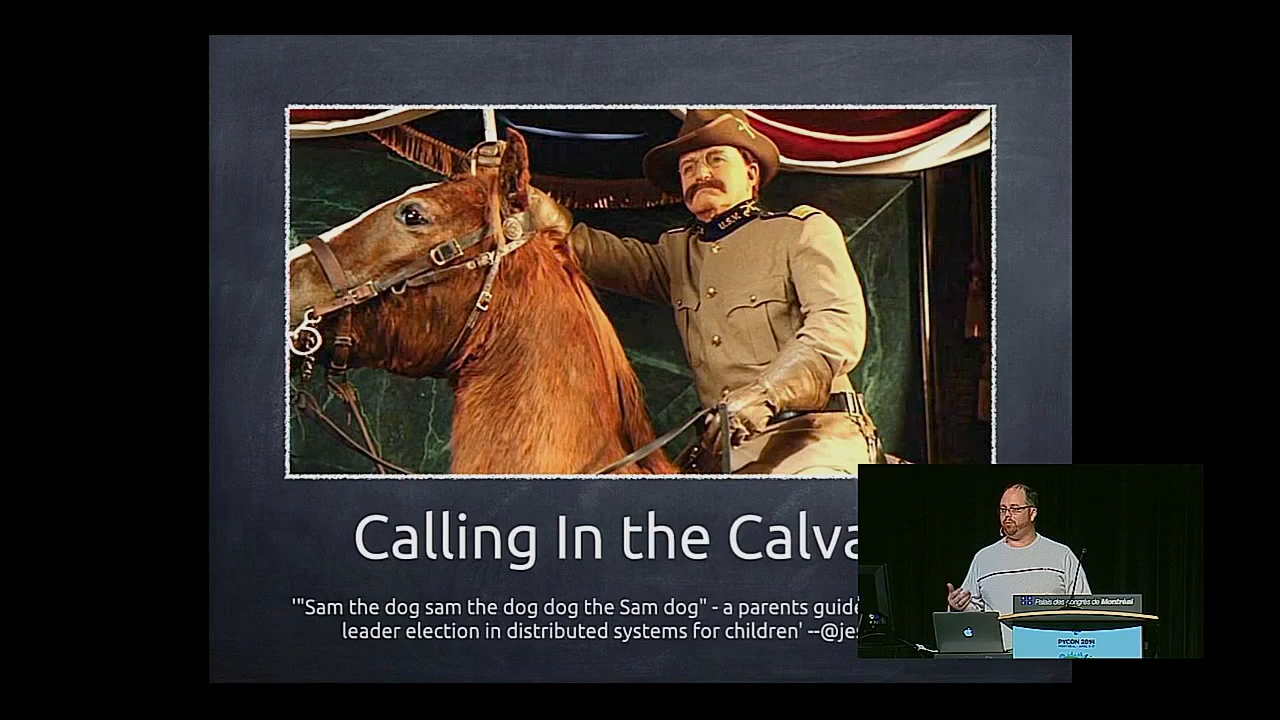 U.S.V.
Calling In the Calva
'"Sam the dog sam the dog dog the Sam dog" - a parents guide
leader election in distributed systems for children' --@jes
Palais des congrès de Montréal
PYCON 2014